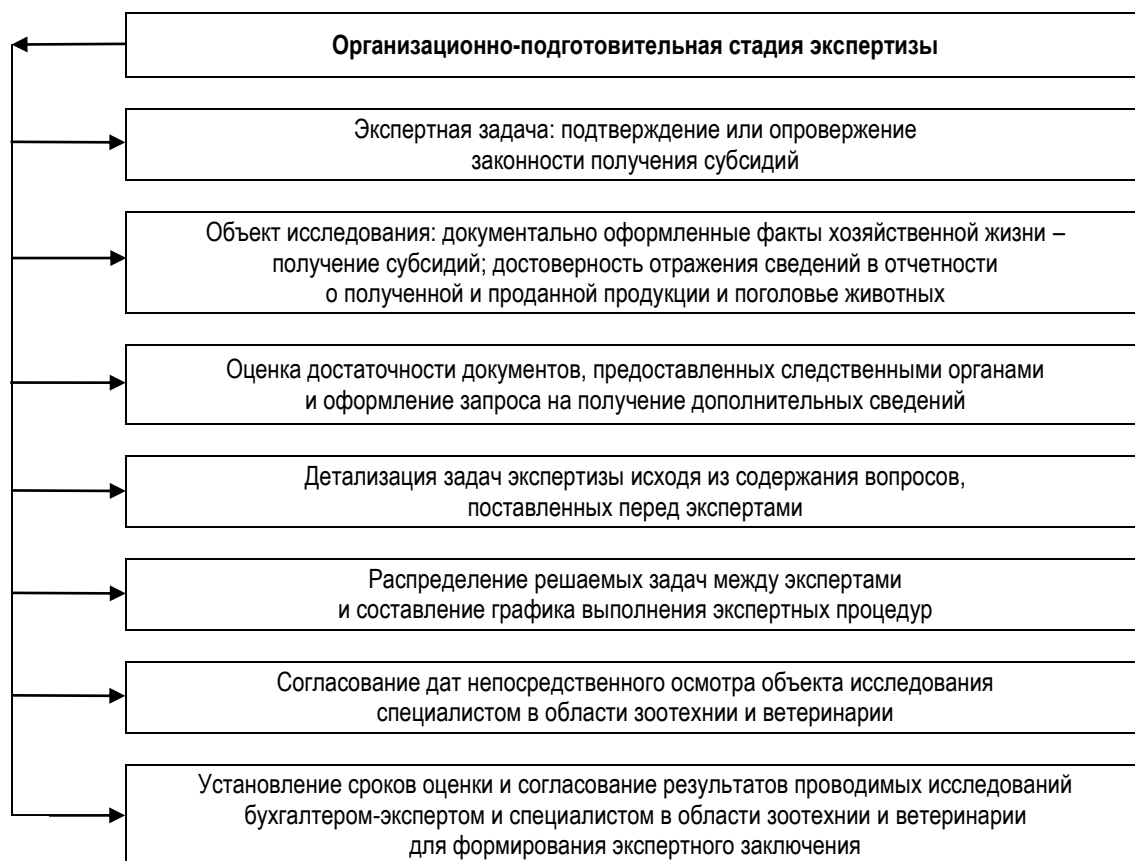 Организационно-подготовительная стадия экспертизы
Экспертная задача: подтверждение или опровержение
законности получения субсидий
Объект исследования: документально оформленные факты хозяйственной жизни –
получение субсидий; достоверность отражения сведений в отчетности
о полученной и проданной продукции и поголовье животных
Оценка достаточности документов, предоставленных следственными органами
и оформление запроса на получение дополнительных сведений
Детализация задач экспертизы исходя из содержания вопросов,
поставленных перед экспертами
Распределение решаемых задач между экспертами
и составление графика выполнения экспертных процедур
Согласование дат непосредственного осмотра объекта исследования
специалистом в области зоотехнии и ветеринарии
Установление сроков оценки и согласование результатов проводимых исследований
бухгалтером-экспертом и специалистом в области зоотехнии и ветеринарии
для формирования экспертного заключения